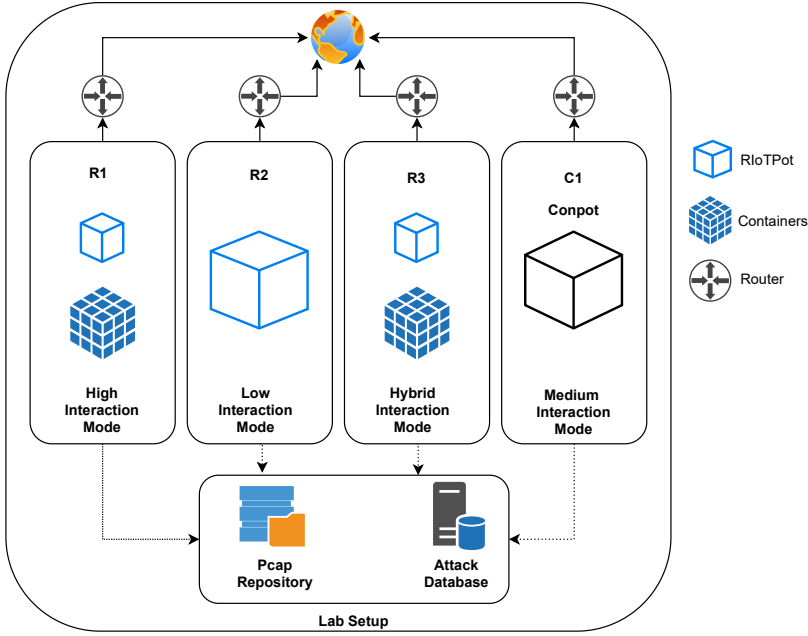 R1
High
Interaction
Mode
R2
Low
Interaction
Mode
R3
Hybrid
Interaction
Mode
C1
Conpot
Medium
Interaction
Mode
Pcap
Repository
Attack
Database
Lab Setup
RIoTPot
Containers
Router